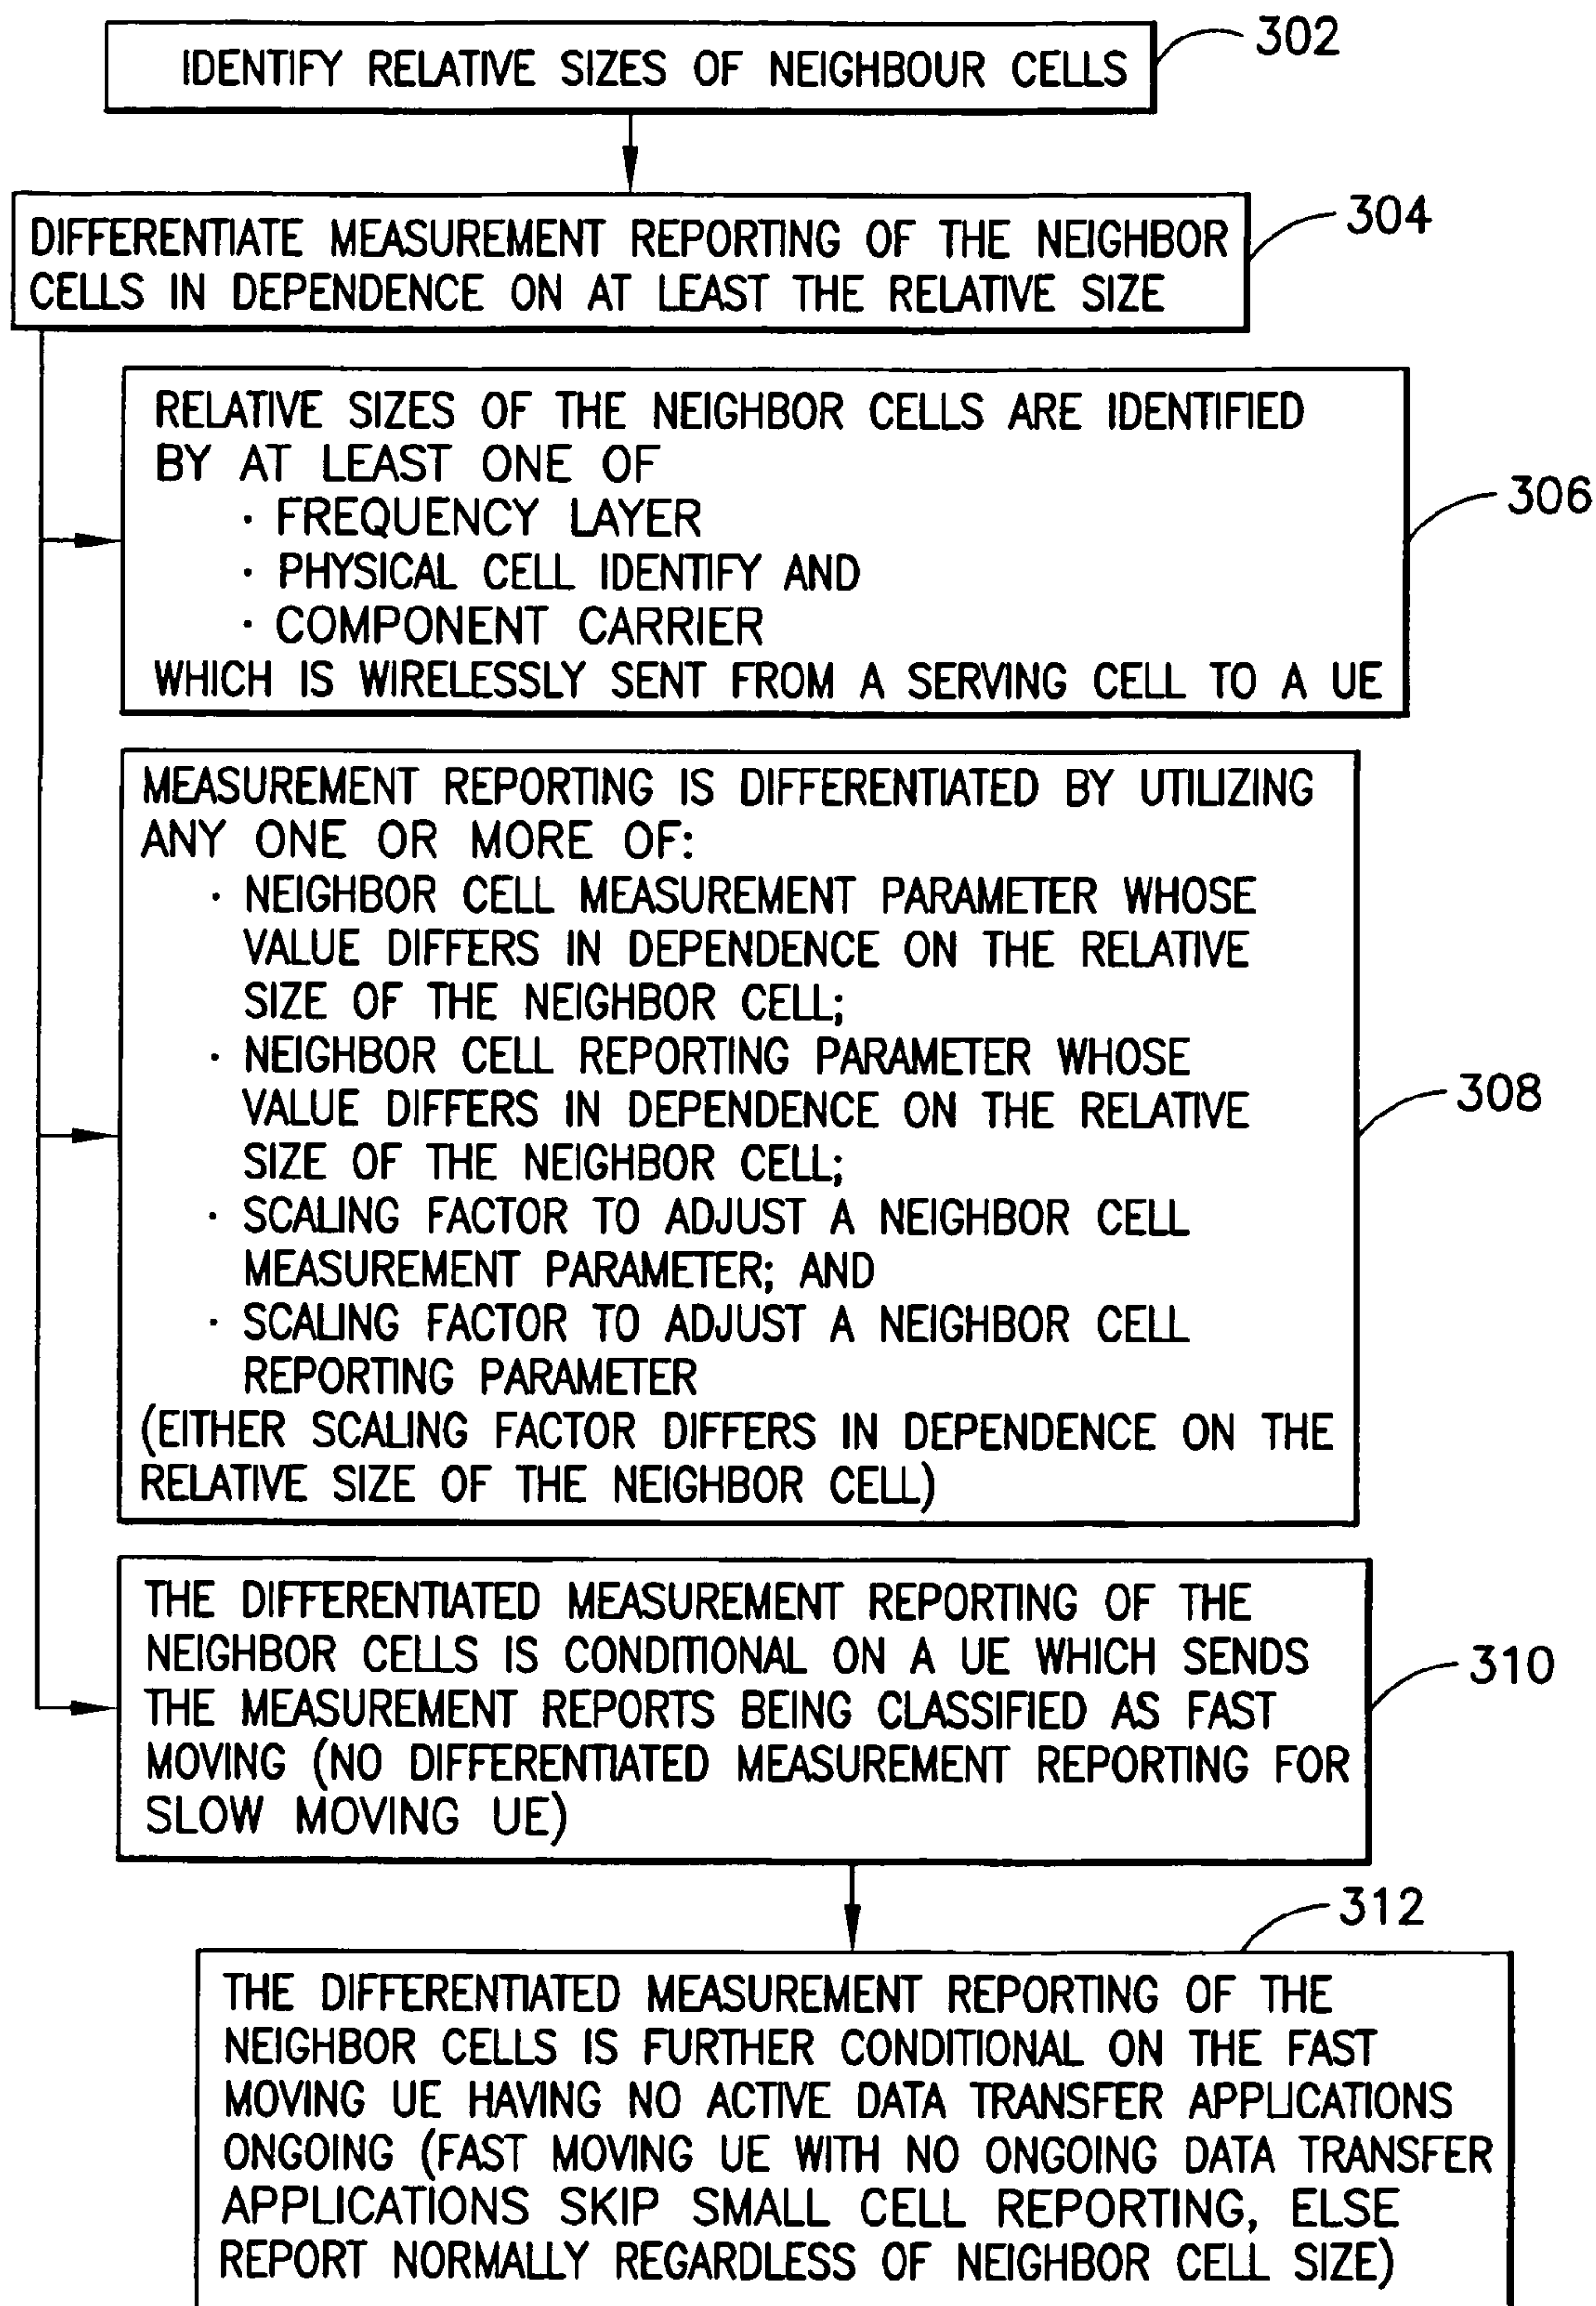 IDENTIFY RELATIVE SIZES OF NEIGHBOUR CELLS
302
DIFFERENTIATE MEASUREMENT REPORTING OF THE NEIGHBOR
CELLS IN DEPENDENCE ON AT LEAST THE RELATIVE SIZE
304
RELATIVE SIZES OF THE NEIGHBOR CELLS ARE IDENTIFIED
BY AT LEAST ONE OF
· FREQUENCY LAYER
· PHYSICAL CELL IDENTIFY AND
· COMPONENT CARRIER
WHICH IS WIRELESSLY SENT FROM A SERVING CELL TO A UE
306
MEASUREMENT REPORTING IS DIFFERENTIATED BY UTILIZING
ANY ONE OR MORE OF:
· NEIGHBOR CELL MEASUREMENT PARAMETER WHOSE
VALUE DIFFERS IN DEPENDENCE ON THE RELATIVE
SIZE OF THE NEIGHBOR CELL;
· NEIGHBOR CELL REPORTING PARAMETER WHOSE
VALUE DIFFERS IN DEPENDENCE ON THE RELATIVE
SIZE OF THE NEIGHBOR CELL;
· SCALING FACTOR TO ADJUST A NEIGHBOR CELL
MEASUREMENT PARAMETER; AND
· SCALING FACTOR TO ADJUST A NEIGHBOR CELL
REPORTING PARAMETER
(EITHER SCALING FACTOR DIFFERS IN DEPENDENCE ON THE
RELATIVE SIZE OF THE NEIGHBOR CELL)
308
THE DIFFERENTIATED MEASUREMENT REPORTING OF THE
NEIGHBOR CELLS IS CONDITIONAL ON A UE WHICH SENDS
THE MEASUREMENT REPORTS BEING CLASSIFIED AS FAST
MOVING (NO DIFFERENTIATED MEASUREMENT REPORTING FOR
SLOW MOVING UE)
310
312
THE DIFFERENTIATED MEASUREMENT REPORTING OF THE
NEIGHBOR CELLS IS FURTHER CONDITIONAL ON THE FAST
MOVING UE HAVING NO ACTIVE DATA TRANSFER APPLICATIONS
ONGOING (FAST MOVING UE WITH NO ONGOING DATA TRANSFER
APPLICATIONS SKIP SMALL CELL REPORTING, ELSE
REPORT NORMALLY REGARDLESS OF NEIGHBOR CELL SIZE)